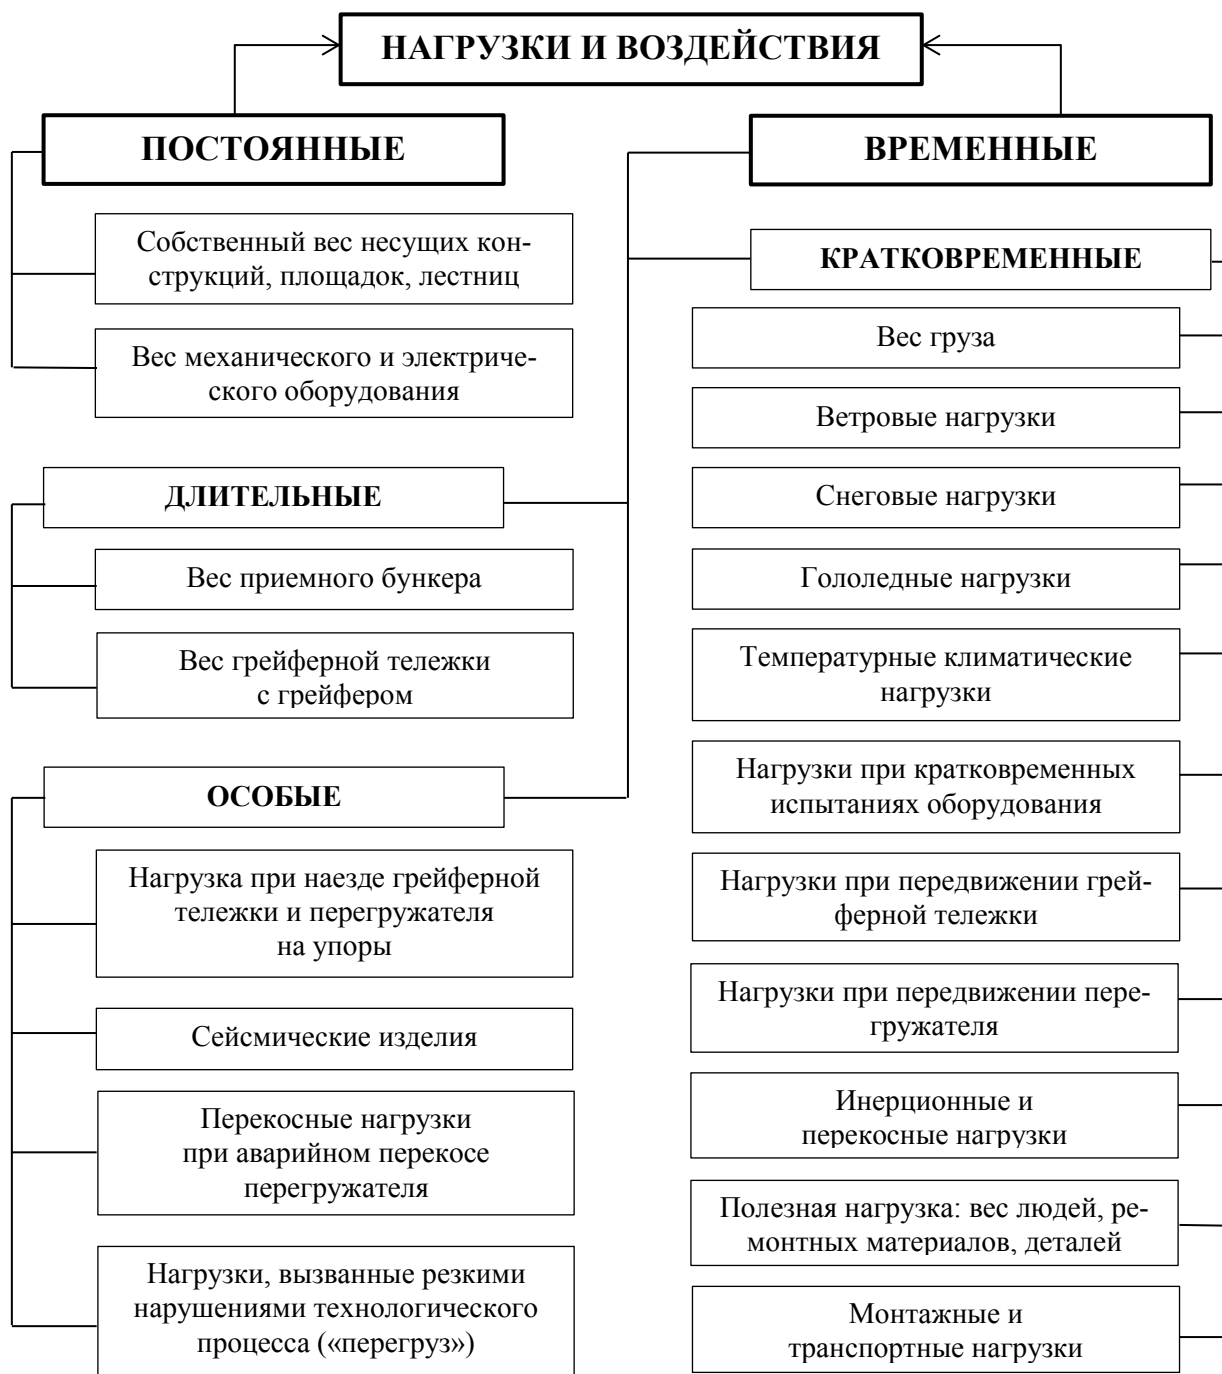 НАГРУЗКИ И ВОЗДЕЙСТВИЯ
ПОСТОЯННЫЕ
Собственный вес несущих кон-
струкций, площадок, лестниц
Вес механического и электриче-
ского оборудования
ВРЕМЕННЫЕ
ДЛИТЕЛЬНЫЕ
Вес приемного бункера
Вес грейферной тележки
с грейфером
ОСОБЫЕ
Нагрузка при наезде грейферной
тележки и перегружателя
на упоры
Сейсмические изделия
Перекосные нагрузки
при аварийном перекосе
перегружателя
Нагрузки, вызванные резкими
нарушениями технологического
процесса («перегруз»)
КРАТКОВРЕМЕННЫЕ
Вес груза
Ветровые нагрузки
Снеговые нагрузки
Гололедные нагрузки
Температурные климатические
нагрузки
Нагрузки при кратковременных
испытаниях оборудования
Нагрузки при передвижении грей-
ферной тележки
Нагрузки при передвижении пере-
гружателя
Инерционные и
перекосные нагрузки
Полезная нагрузка: вес людей, ре-
монтных материалов, деталей
Монтажные и
транспортные нагрузки